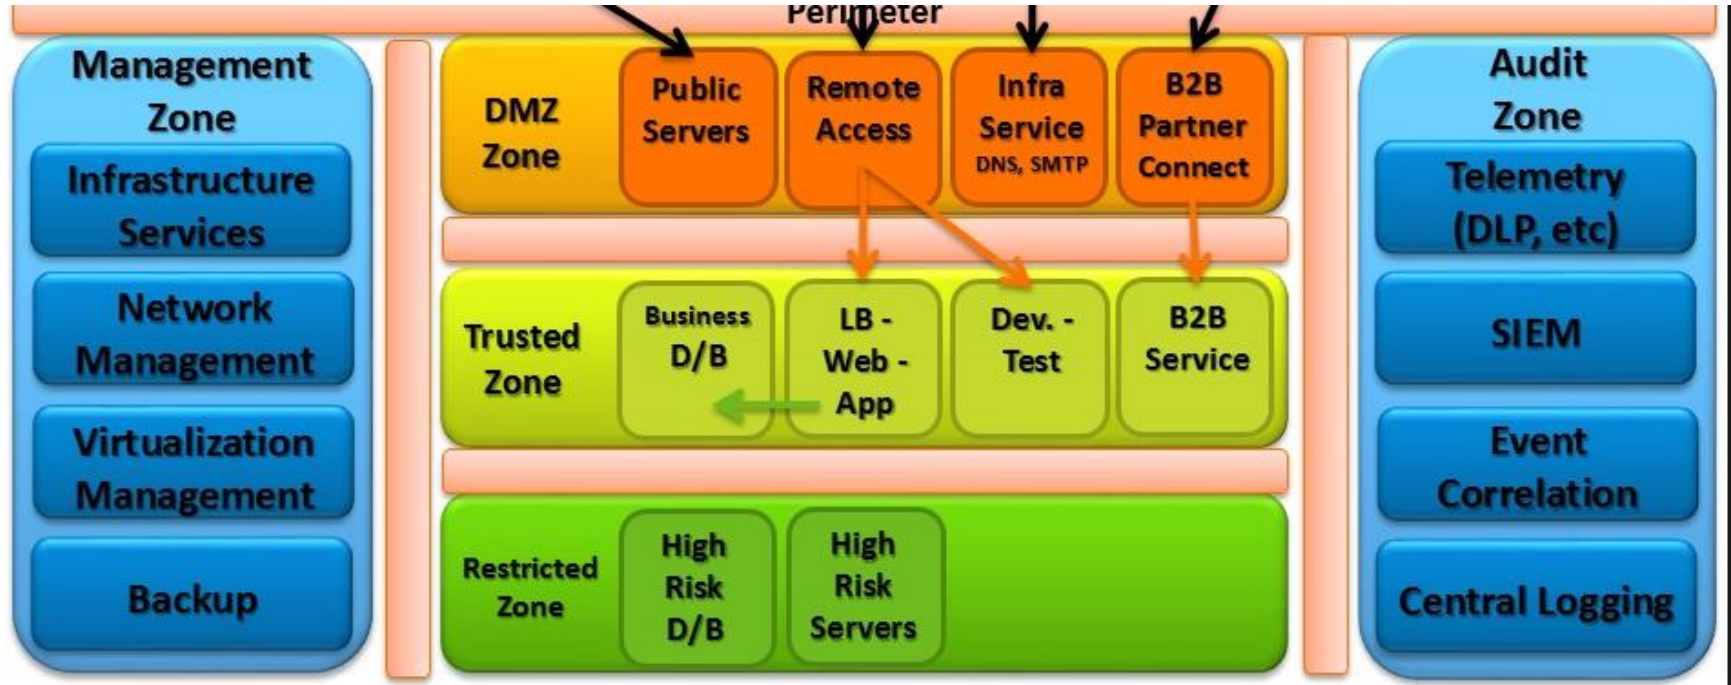 Perimeter
Management
Zone
Infrastructure
Services
Network
Management
Virtualization
Management
Backup
DMZ
Zone
Public
Servers
Remote
Access
Infra
Service
DNS, SMTP
B2B
Partner
Connect
Trusted
Zone
Business
D/B
LB -
Web -
App
Dev. -
Test
B2B
Service
Restricted
Zone
High
Risk
D/B
High
Risk
Servers
Audit
Zone
Telemetry
(DLP, etc)
SIEM
Event
Correlation
Central Logging